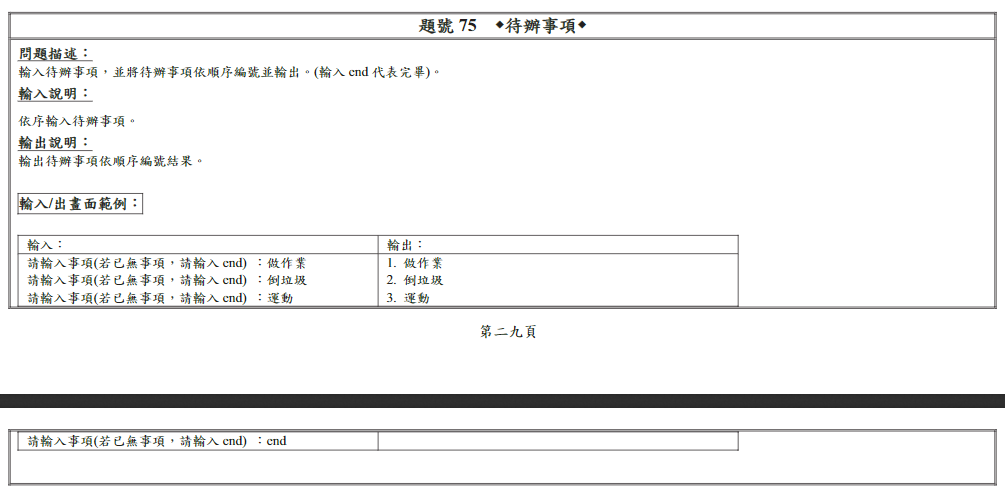 題號 75 ◆待辦事項◆
問題描述：
輸入待辦事項，並將待辦事項依順序編號並輸出。(輸入 end 代表完畢)。
輸入說明：
依序輸入待辦事項。
輸出說明：
輸出待辦事項依順序編號結果。
輸入/出畫面範例：
輸入： 輸出：
請輸入事項(若已無事項，請輸入 end) ：做作業 1. 做作業
請輸入事項(若已無事項，請輸入 end) ：倒垃圾 2. 倒垃圾
請輸入事項(若已無事項，請輸入 end) ：運動 3. 運動
第二九頁
請輸入事項(若已無事項，請輸入 end) ：end